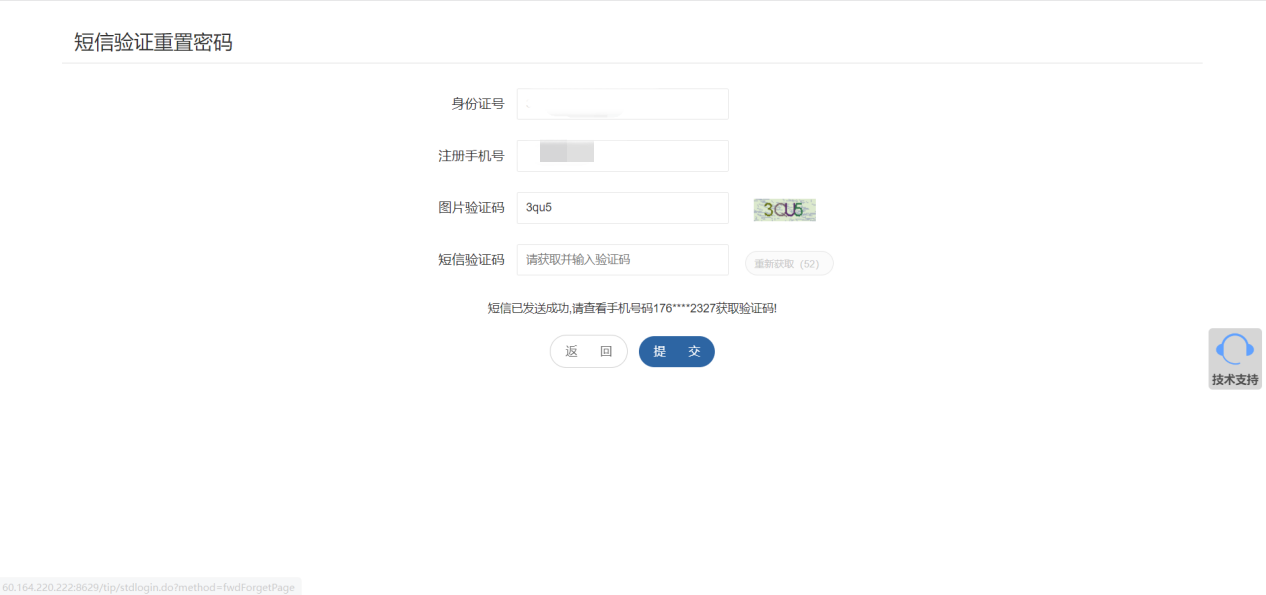 短信验证重置密码
身份证号
注册手机号
图片验证码 3qu5 3QU5
短信验证码 请获取并输入验证码 重新获取（52）
短信已发送成功,请查看手机号码176****2327获取验证码!
返 回 提 交
技术支持
60.164.220.222:8629/tip/stdlogin.do?method=fwdForgetPage